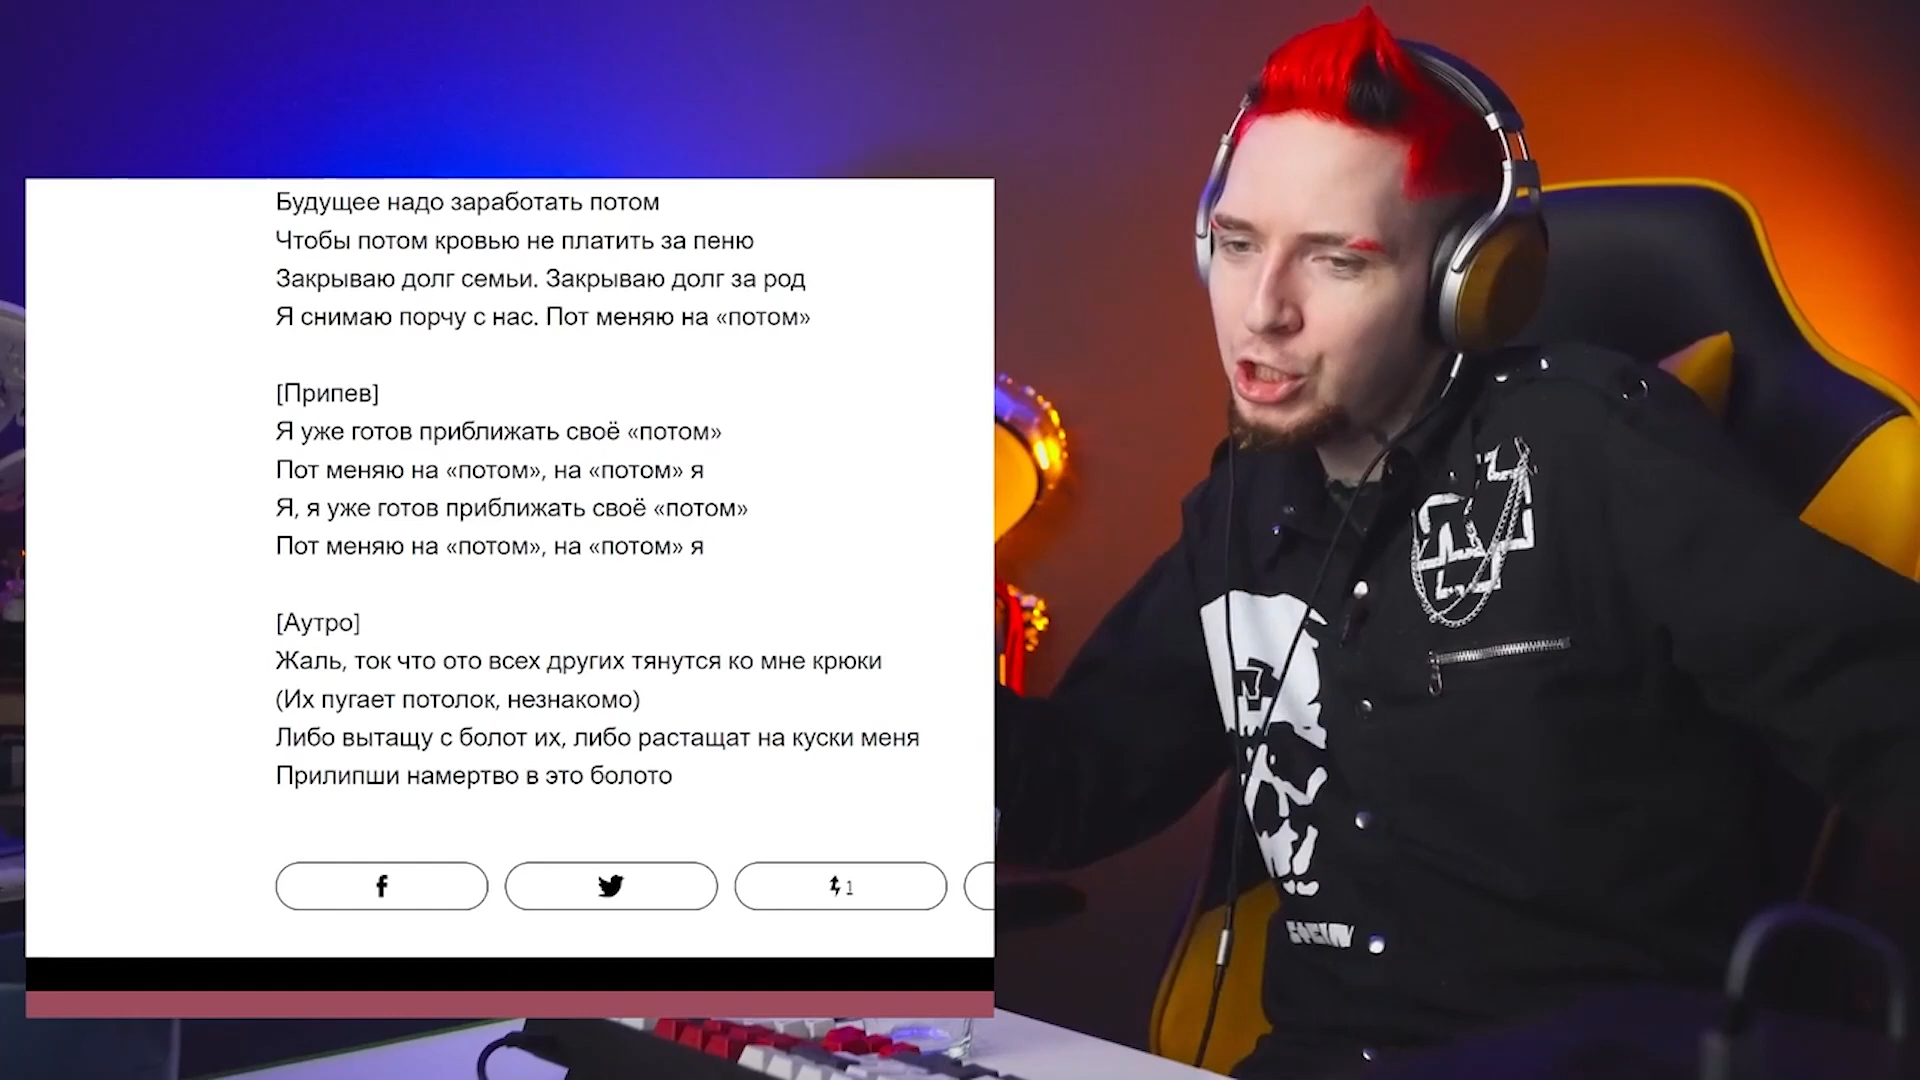 Будущее надо заработать потом
Чтобы потом кровью не платить за пеню
Закрываю долг семьи. Закрываю долг за род
Я снимаю порчу с нас. Пот меняю на «потом»
[Припев]
Я уже готов приближать своё «потом»
Пот меняю на «потом», на «потом» я
Я, я уже готов приближать своё «потом»
Пот меняю на «потом», на «потом» я
[Аутро]
Жаль, ток что ото всех других тянутся ко мне крюки
(Их пугает потолок, незнакомо)
Либо вытащу с болот их, либо растащат на куски меня
Прилипши намертво в это болото
1